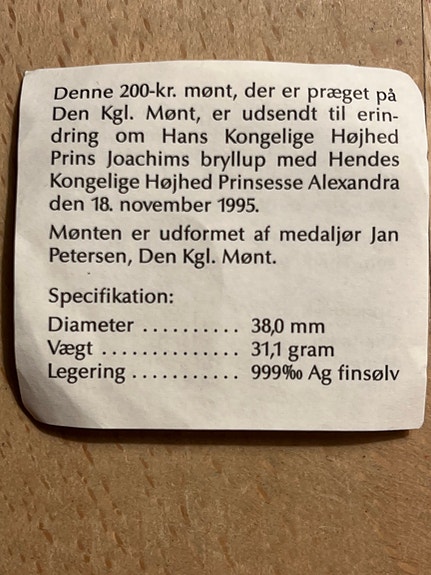 Denne 200-kr. mønt, der er præget på
Den Kgl. Mønt, er udsendt til erin-
dring om Hans Kongelige Højhed
Prins Joachims bryllup med Hendes
Kongelige Højhed Prinsesse Alexandra
den 18. november 1995.
Mønten er udformet af medaljør Jan
Petersen, Den Kgl. Mønt.
Specifikation:
Diameter .......... 38,0 mm
Vægt .............. 31,1 gram
Legering ........... 999‰ Ag finsølv